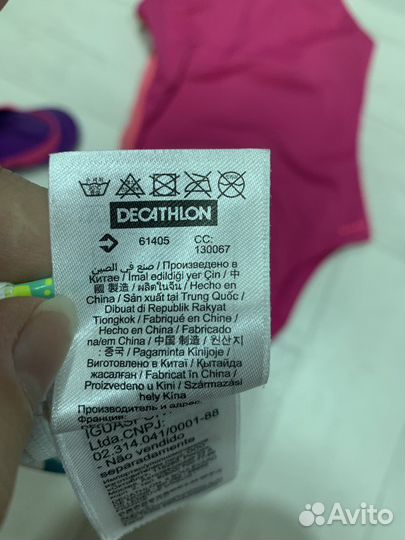 DECATHLON
61405 CC:
130067
صنع في الصين / Произведено в
Китае / İmal edildiği yer Çin / 中
國製造 / ผลิตในจีน / Hecho en
China / Sản xuất tại Trung Quốc /
Dibuat di Republik Rakyat
Tiongkok / Fabriqué en Chine /
Hecho en China / Fabricado
na/em China / 中国制造 / 원산지
: 중국 / Pagaminta Kinijoje /
Виготовлено в Китаї / Қытайда
жасалған / Fabricat în China /
Proizvedeno u Kini / Származási
hely Kína
Производитель и адрес,
Франция:
IGUASPORT
Ltda.CNPJ:
02.314.041/0001-88
- Não vendido
separadamente
Avito